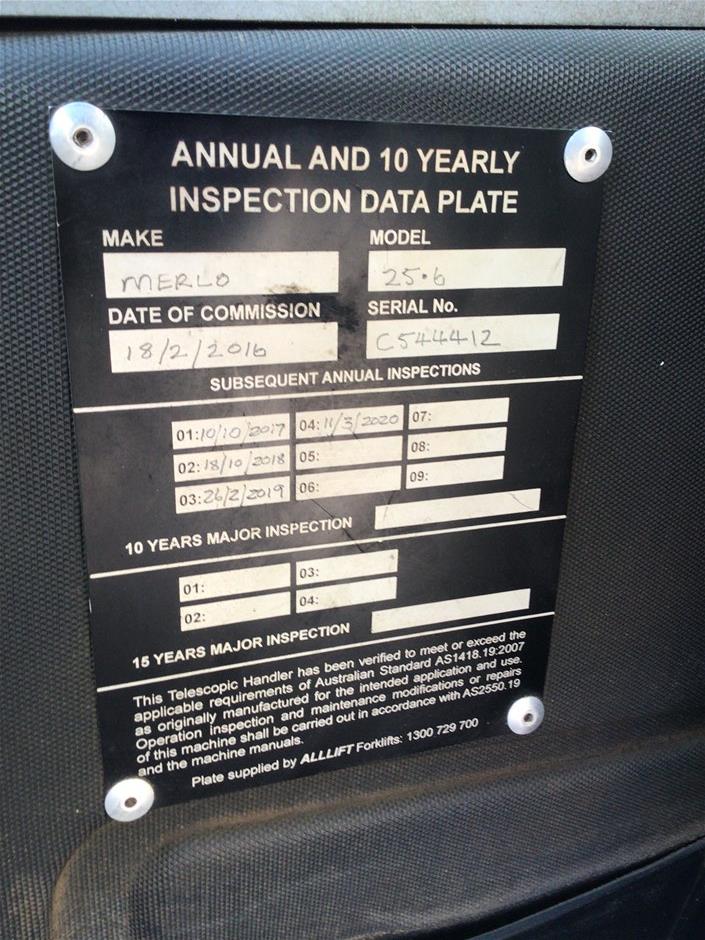 ANNUAL AND 10 YEARLY
INSPECTION DATA PLATE
MAKE MODEL
MERLO 25.6
DATE OF COMMISSION SERIAL No.
18/2/2016 C544412
SUBSEQUENT ANNUAL INSPECTIONS
01: 10/10/2017 04: 11/3/2020 07:
02: 18/10/2018 05: 08:
03: 26/2/2019 06: 09:
10 YEARS MAJOR INSPECTION
01: 03:
02: 04:
15 YEARS MAJOR INSPECTION
This Telescopic Handler has been verified to meet or exceed the
applicable requirements of Australian Standard AS1418.19:2007
as originally manufactured for the intended application and use.
Operation inspection and maintenance modifications or repairs
of this machine shall be carried out in accordance with AS2550.19
and the machine manuals.
Plate supplied by ALLLIFT Forklifts: 1300 729 700